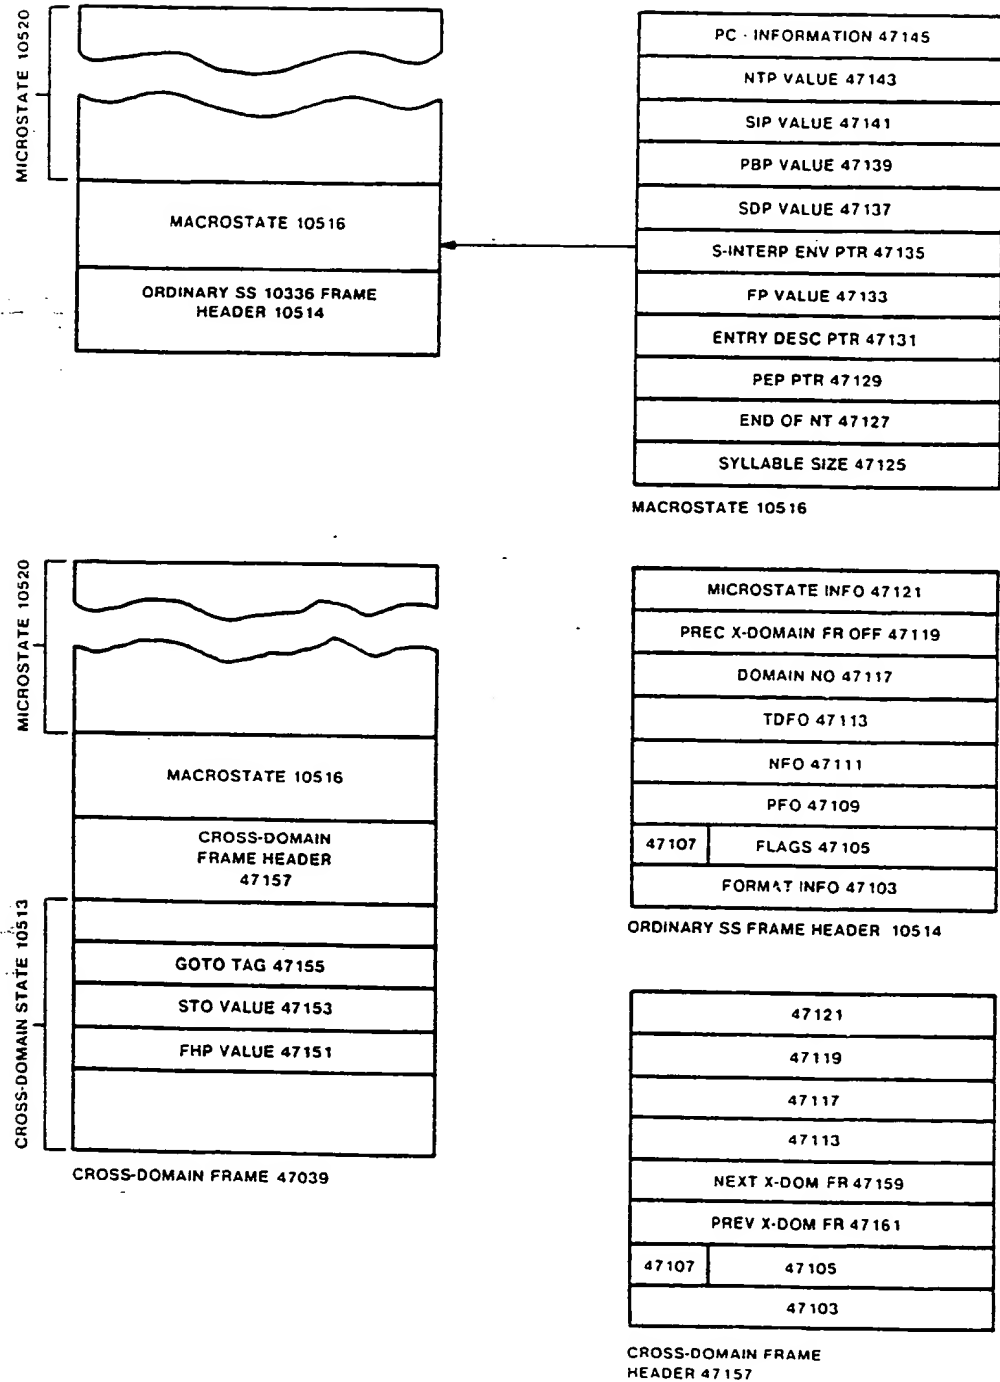 MICROSTATE 10520
MACROSTATE 10516
ORDINARY SS 10336 FRAME
HEADER 10514
PC - INFORMATION 47145
NTP VALUE 47143
SIP VALUE 47141
PBP VALUE 47139
SDP VALUE 47137
S-INTERP ENV PTR 47135
FP VALUE 47133
ENTRY DESC PTR 47131
PEP PTR 47129
END OF NT 47127
SYLLABLE SIZE 47125
MACROSTATE 10516
MICROSTATE 10520
MACROSTATE 10516
CROSS-DOMAIN
FRAME HEADER
47157
CROSS-DOMAIN STATE 10513
GOTO TAG 47155
STO VALUE 47153
FHP VALUE 47151
CROSS-DOMAIN FRAME 47039
MICROSTATE INFO 47121
PREC X-DOMAIN FR OFF 47119
DOMAIN NO 47117
TDFO 47113
NFO 47111
PFO 47109
47107 FLAGS 47105
FORMAT INFO 47103
ORDINARY SS FRAME HEADER 10514
47121
47119
47117
47113
NEXT X-DOM FR 47159
PREV X-DOM FR 47161
47107 47105
47103
CROSS-DOMAIN FRAME
HEADER 47157